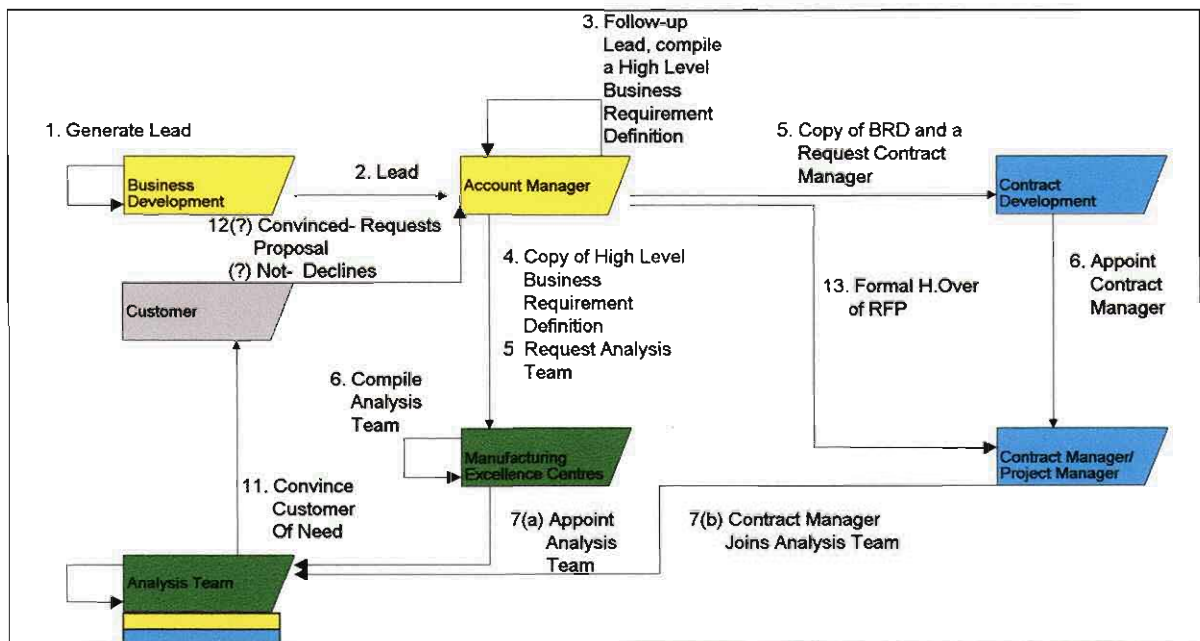 3. Follow-up
Lead, compile
a High Level
Business
Requirement
Definition
1. Generate Lead
5. Copy of BRD and a
Request Contract
Manager
2. Lead
Business
Development
Account Manager
Contract
Development
12(?) Convinced- Requests
Proposal
(?) Not- Declines
4. Copy of High Level
Business
Requirement
Definition
5 Request Analysis
Team
13. Formal H.Over
of RFP
6. Appoint
Contract
Manager
Customer
6. Compile
Analysis
Team
Manufacturing
Excellence Centres
Contract Manager/
Project Manager
11. Convince
Customer
Of Need
7(a) Appoint
Analysis
Team
7(b) Contract Manager
Joins Analysis Team
Analysis Team